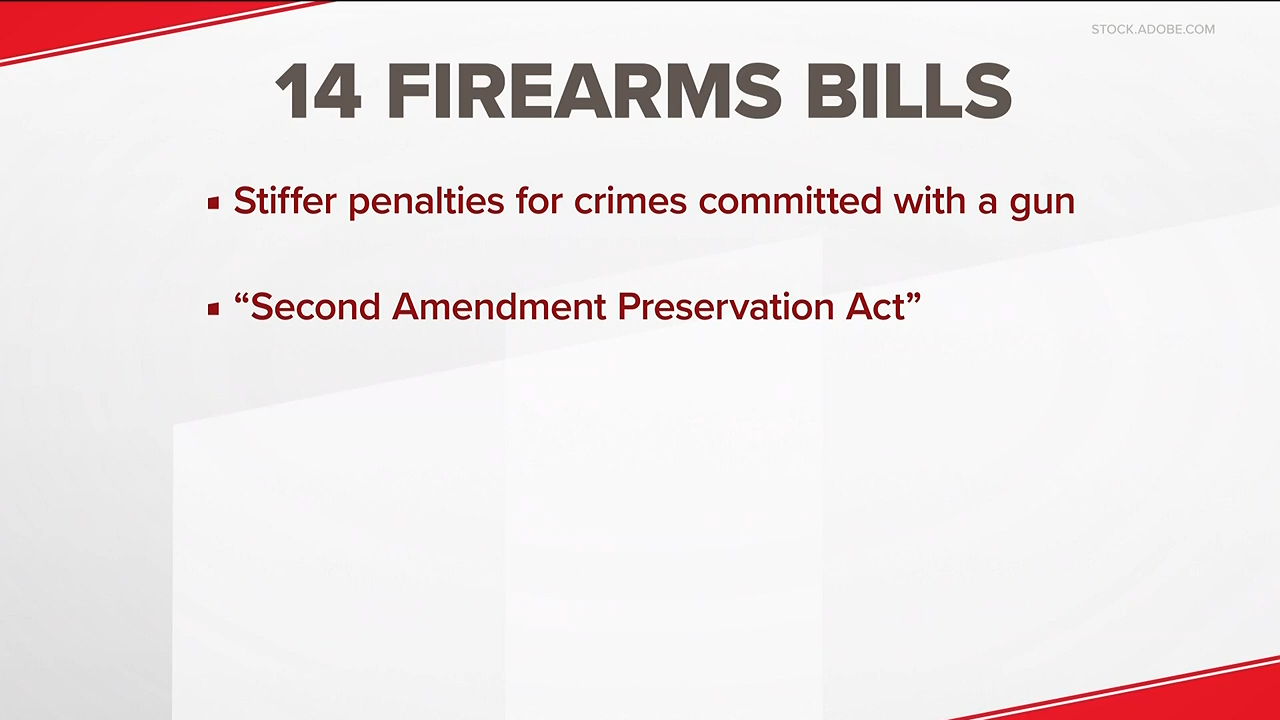 STOCK.ADOBE.COM
14 FIREARMS BILLS
▪ Stiffer penalties for crimes committed with a gun
▪ “Second Amendment Preservation Act”